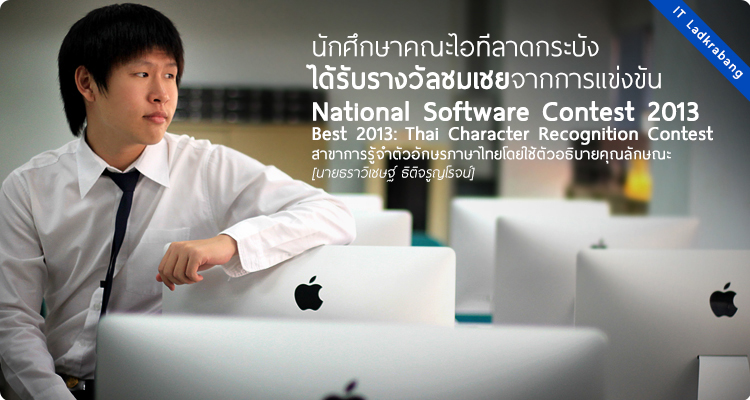 IT Ladkrabang
นักศึกษาคณะไอทีลาดกระบัง
ได้รับรางวัลชมเชยจากการแข่งขัน
National Software Contest 2013
Best 2013: Thai Character Recognition Contest
สาขาการรู้จำตัวอักษรภาษาไทยโดยใช้ตัวอธิบายคุณลักษณะ
[นายธราวิเชษฐ์ ธิติจรูญโรจน์]